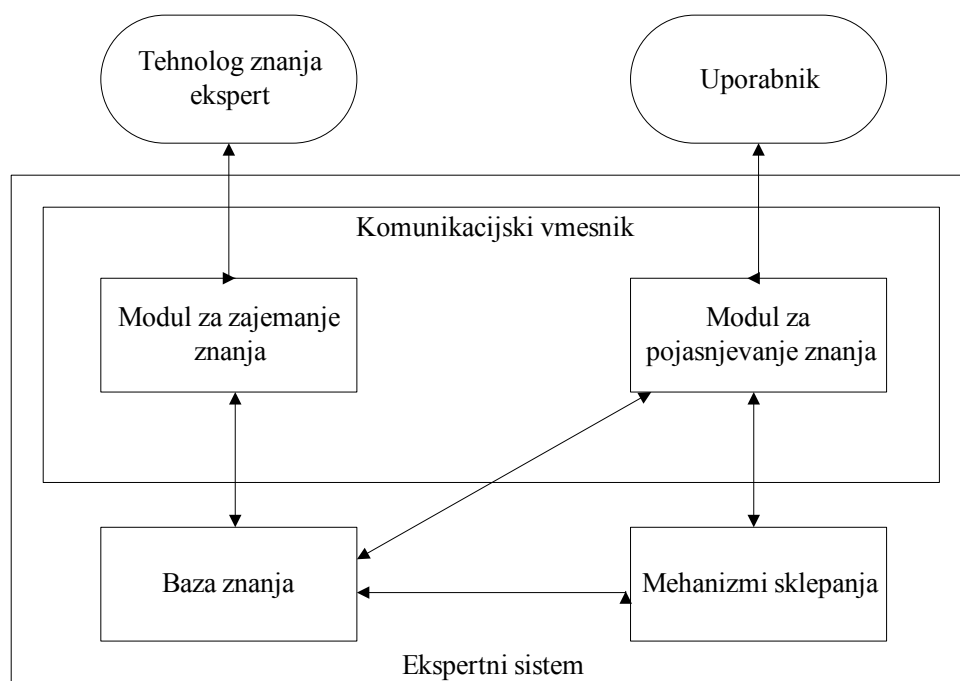 Tehnolog znanja
ekspert
Uporabnik
Komunikacijski vmesnik
Modul za zajemanje
znanja
Modul za
pojasnjevanje znanja
Baza znanja
Mehanizmi sklepanja
Ekspertni sistem